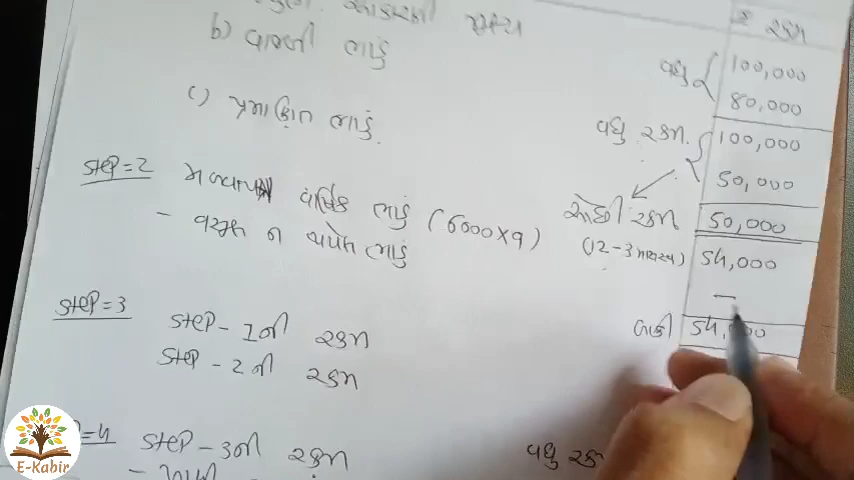 ₹ રકમ
b) વાજબી ભાડું
વધુ { 100,000
80,000
c) પ્રમાણિત ભાડું.
વધુ રકમ. { 100,000
50,000
ઓછી રકમ 50,000
Step=2 વાર્ષિક ભાડું (6000×9) (12-3 માસ) 54,000
- વસૂલ ન થયેલ ભાડું —
બાકી 54,000
Step=3 Step-1ની રકમ
Step-2ની રકમ
=4 Step-3ની રકમ વધુ રકમ
E-Kabir